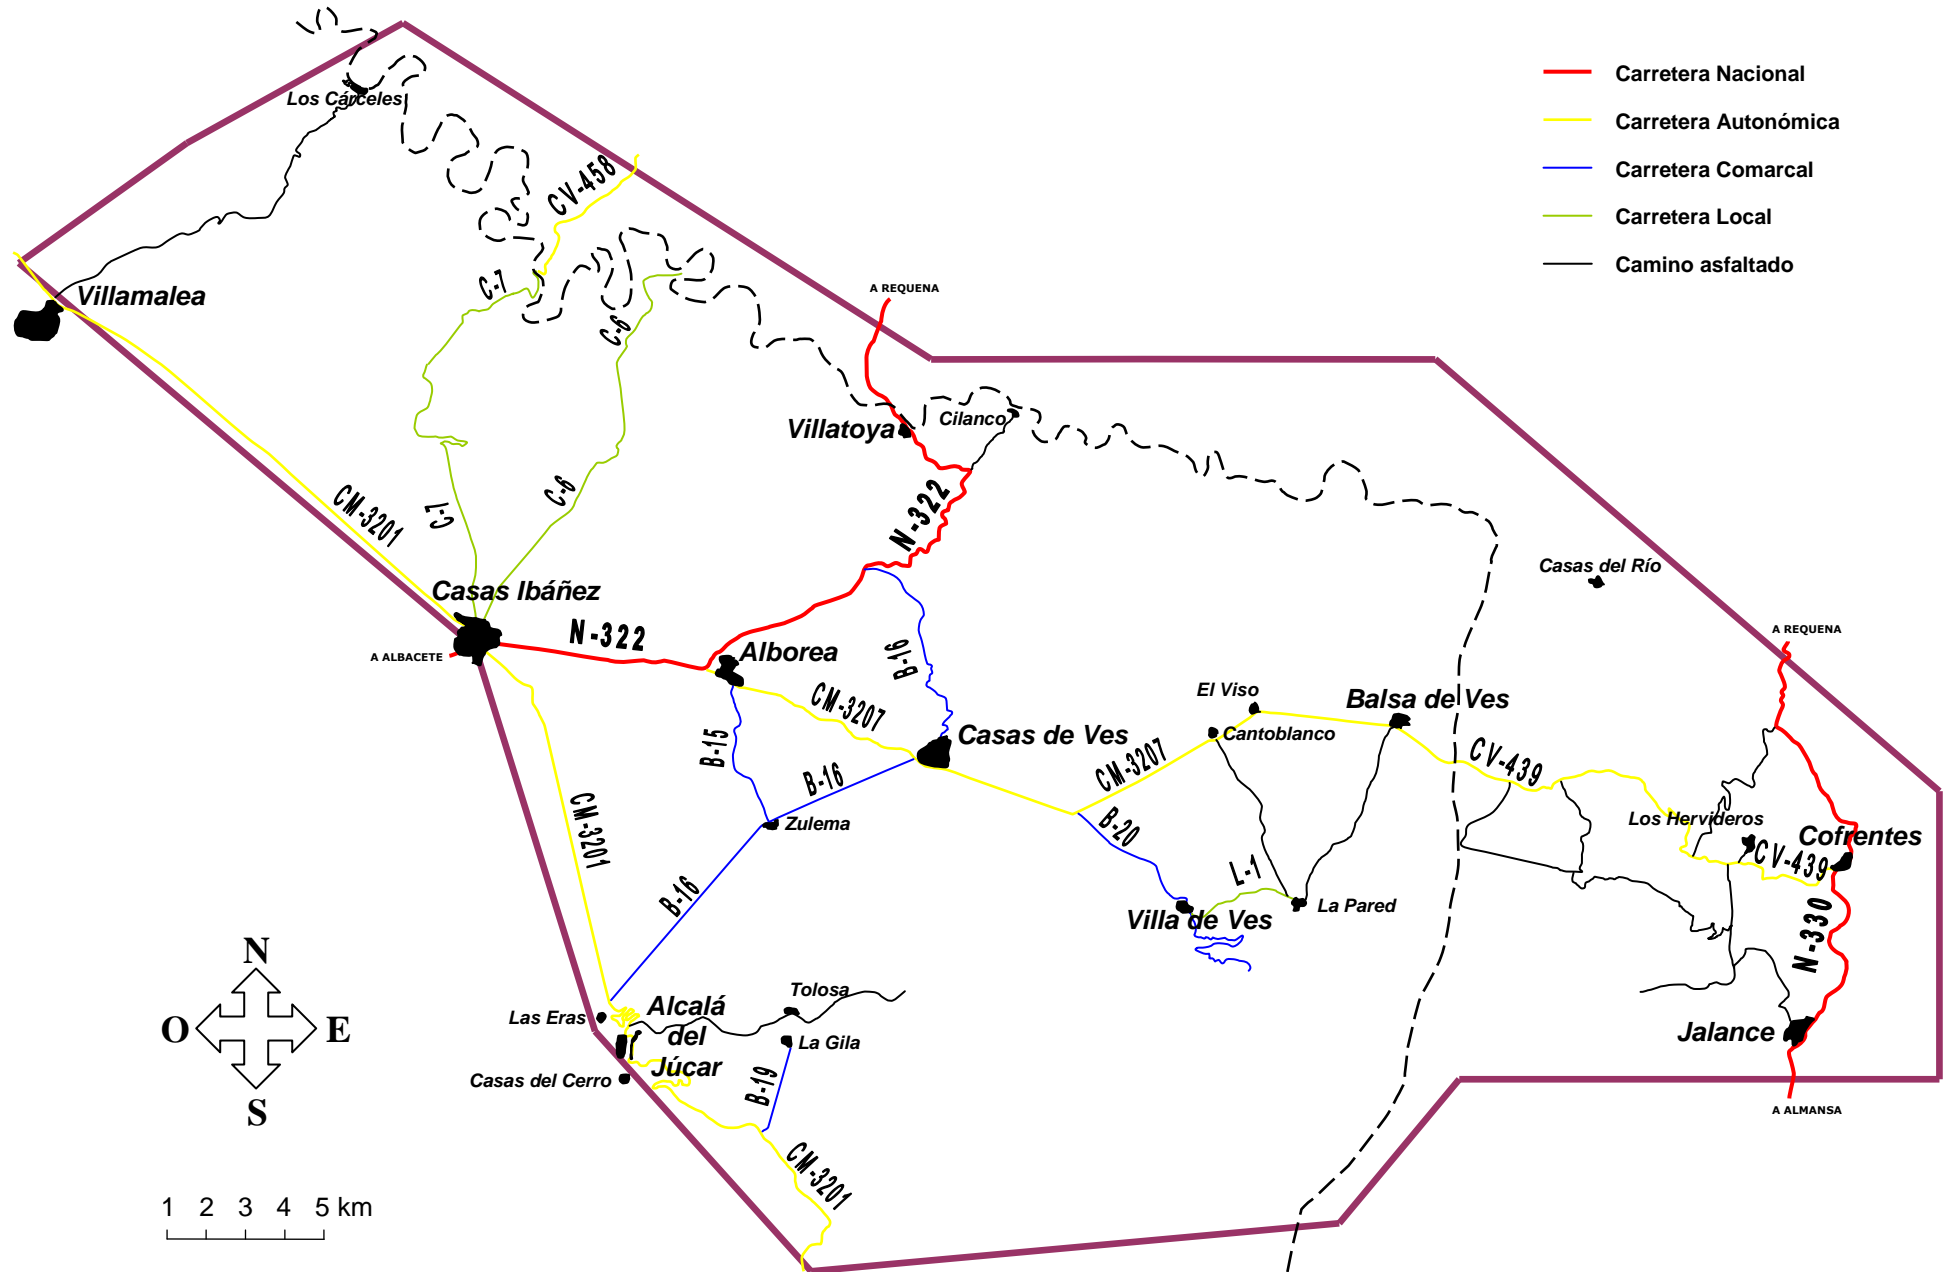 Carretera Nacional
Carretera Autonómica
Carretera Comarcal
Carretera Local
Camino asfaltado
Los Cárceles
CV-458
Villamalea
C-7
C-6
A REQUENA
Villatoya
Cilanco
CM-3201
C-7
C-6
N-322
Casas Ibáñez
A ALBACETE
N-322
Alborea
B-16
CM-3207
B-15
B-16
Casas de Ves
Zulema
CM-3201
B-16
El Viso
Cantoblanco
Balsa de Ves
CM-3207
B-20
L-1
Villa de Ves
La Pared
Casas del Río
A REQUENA
CV-439
Los Hervideros
CV-439
Cofrentes
N-330
Jalance
A ALMANSA
Las Eras
Alcalá
del
Júcar
Tolosa
La Gila
Casas del Cerro
B-19
CM-3201
N
O
E
S
1 2 3 4 5 km